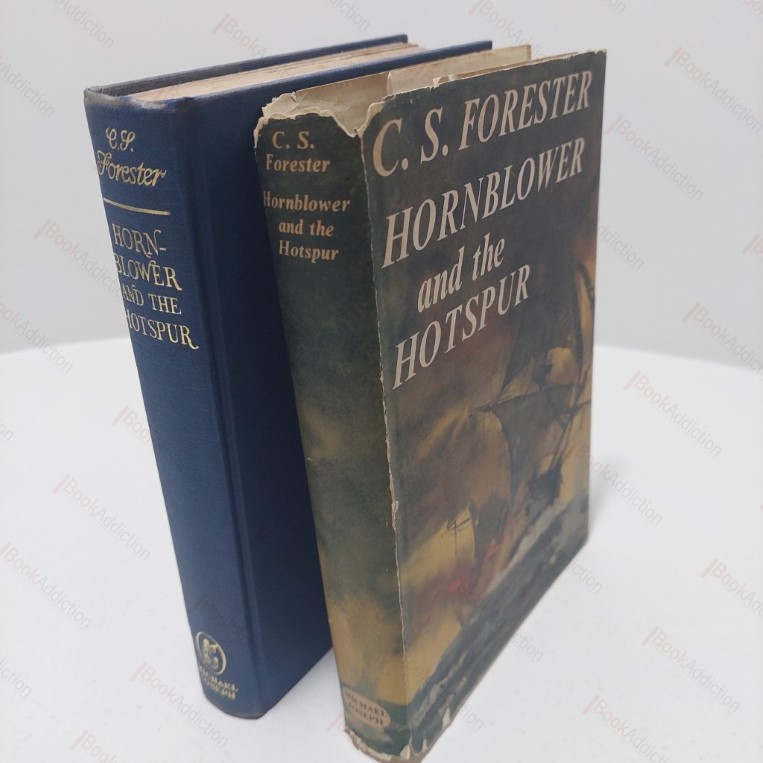 C.S.
Forester
HORN-
BLOWER
AND THE
HOTSPUR
MICHAEL
JOSEPH
C. S.
Forester
Hornblower
and the
Hotspur
MICHAEL
JOSEPH
C. S. FORESTER
HORNBLOWER
and the
HOTSPUR
BookAddiction